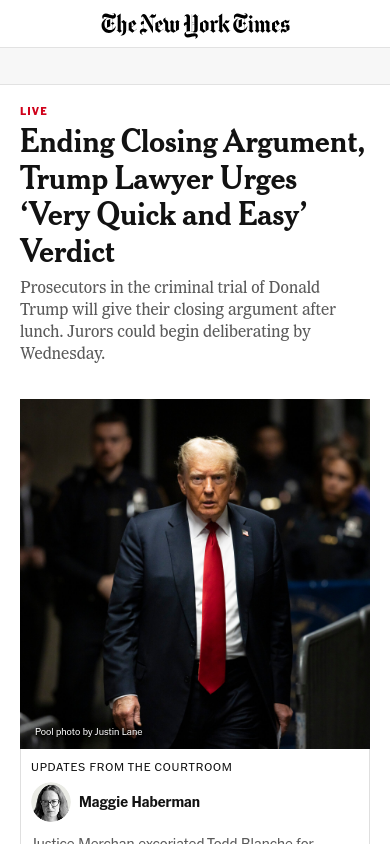 The New York Times
LIVE
Ending Closing Argument,
Trump Lawyer Urges
‘Very Quick and Easy’
Verdict
Prosecutors in the criminal trial of Donald
Trump will give their closing argument after
lunch. Jurors could begin deliberating by
Wednesday.
Pool photo by Justin Lane
UPDATES FROM THE COURTROOM
Maggie Haberman
Justice Merchan excoriated Todd Blanche for